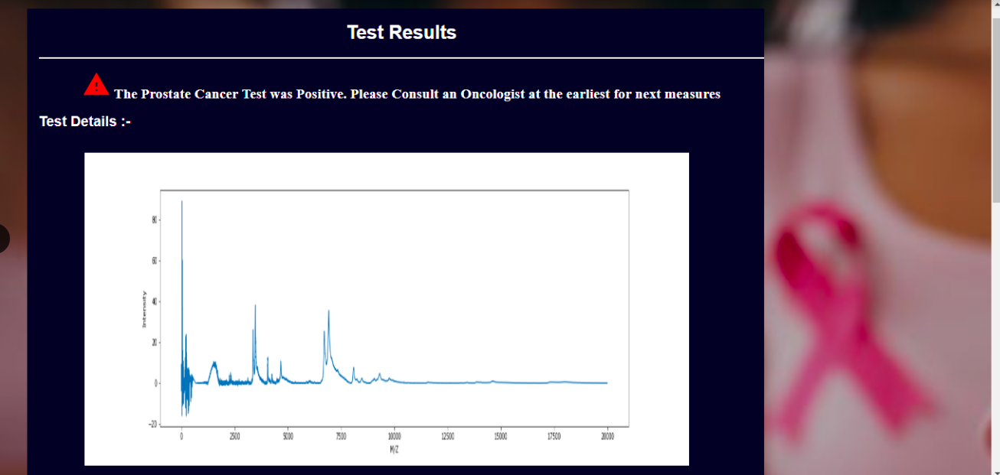 Test Results
The Prostate Cancer Test was Positive. Please Consult an Oncologist at the earliest for next measures
Test Details :-
80
60
40
20
0
-20
Intensity
0 2500 5000 7500 10000 12500 15000 17500 20000
M/Z